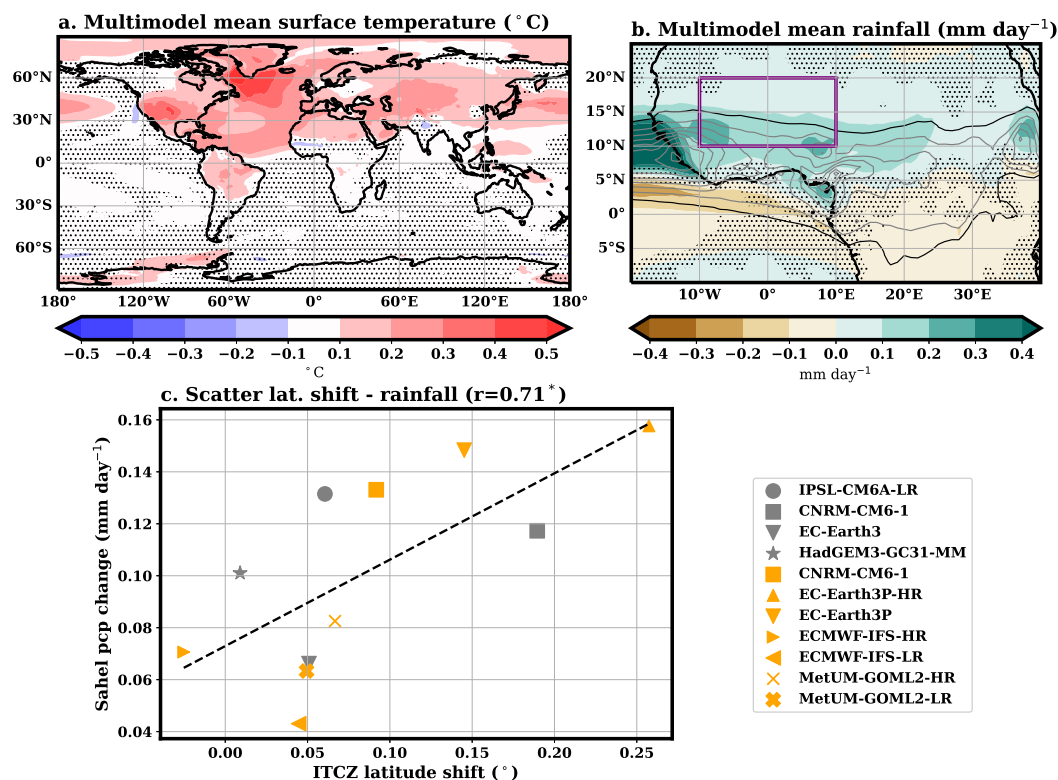 a. Multimodel mean surface temperature (°C)
60°N
30°N
0°
30°S
60°S
180° 120°W 60°W 0° 60°E 120°E 180°
−0.5 −0.4 −0.3 −0.2 −0.1 0.1 0.2 0.3 0.4 0.5
°C
b. Multimodel mean rainfall (mm day⁻¹)
20°N
15°N
10°N
5°N
0°
5°S
10°W 0° 10°E 20°E 30°E
−0.4 −0.3 −0.2 −0.1 0.0 0.1 0.2 0.3 0.4
mm day⁻¹
c. Scatter lat. shift - rainfall (r=0.71*)
Sahel pcp change (mm day⁻¹)
0.16
0.14
0.12
0.10
0.08
0.06
0.04
0.00 0.05 0.10 0.15 0.20 0.25
ITCZ latitude shift (°)
IPSL-CM6A-LR
CNRM-CM6-1
EC-Earth3
HadGEM3-GC31-MM
CNRM-CM6-1
EC-Earth3P-HR
EC-Earth3P
ECMWF-IFS-HR
ECMWF-IFS-LR
MetUM-GOML2-HR
MetUM-GOML2-LR